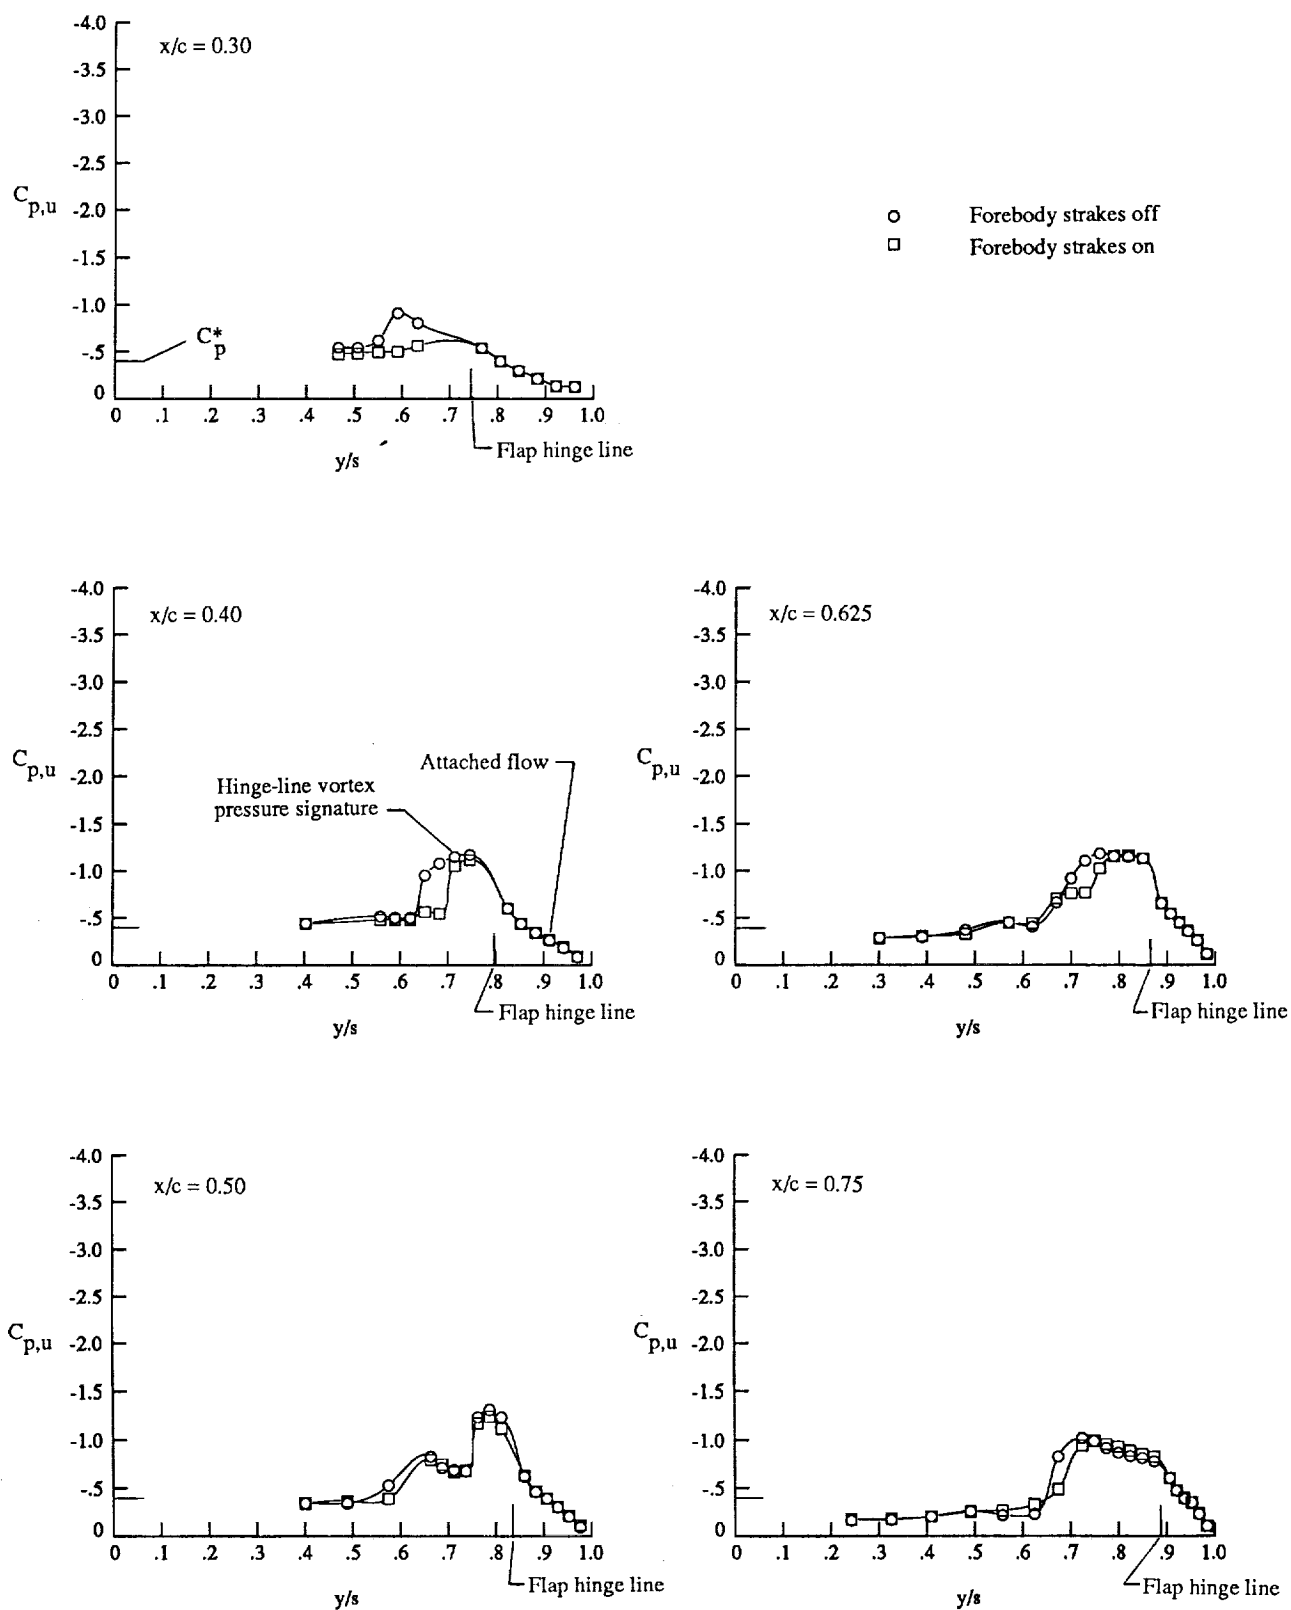 x/c = 0.30
-4.0
-3.5
-3.0
-2.5
-2.0
-1.5
-1.0
-.5
0
C_{p,u}
C_p^*
0 .1 .2 .3 .4 .5 .6 .7 .8 .9 1.0
Flap hinge line
y/s
Forebody strakes off
Forebody strakes on
x/c = 0.40
-4.0
-3.5
-3.0
-2.5
-2.0
-1.5
-1.0
-.5
0
C_{p,u}
Attached flow
Hinge-line vortex
pressure signature
0 .1 .2 .3 .4 .5 .6 .7 .8 .9 1.0
Flap hinge line
y/s
x/c = 0.625
-4.0
-3.5
-3.0
-2.5
-2.0
-1.5
-1.0
-.5
0
C_{p,u}
0 .1 .2 .3 .4 .5 .6 .7 .8 .9 1.0
Flap hinge line
y/s
x/c = 0.50
-4.0
-3.5
-3.0
-2.5
-2.0
-1.5
-1.0
-.5
0
C_{p,u}
0 .1 .2 .3 .4 .5 .6 .7 .8 .9 1.0
Flap hinge line
y/s
x/c = 0.75
-4.0
-3.5
-3.0
-2.5
-2.0
-1.5
-1.0
-.5
0
C_{p,u}
0 .1 .2 .3 .4 .5 .6 .7 .8 .9 1.0
Flap hinge line
y/s